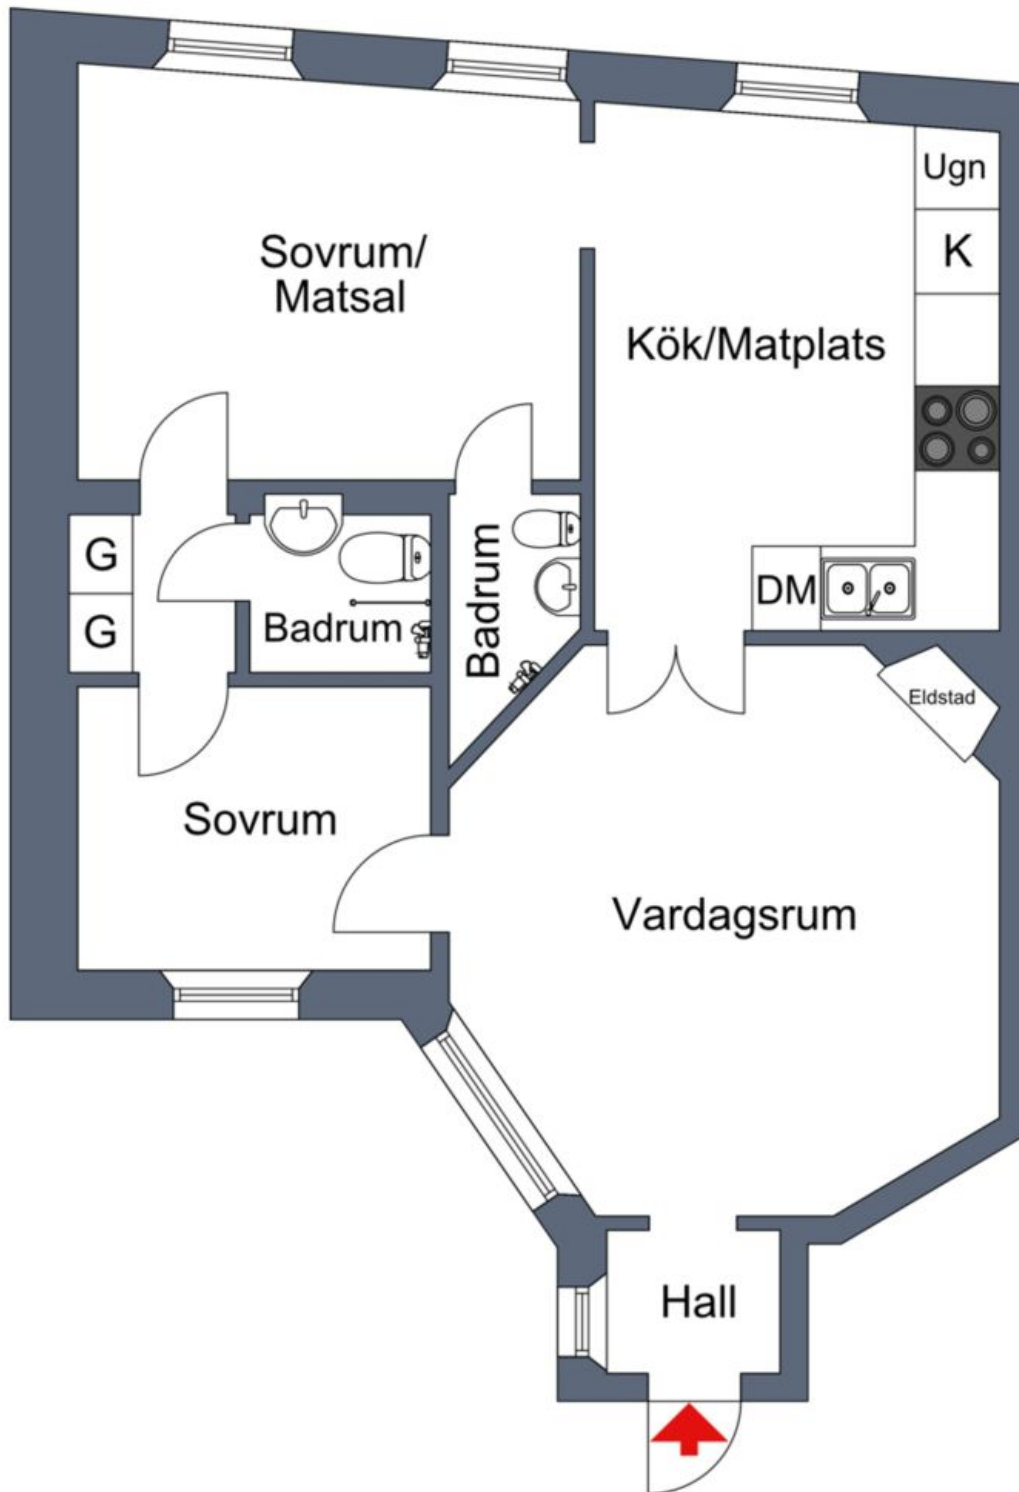 Ugn
K
Sovrum/
Matsal
Kök/Matplats
G
G
Badrum
Badrum
DM
Eldstad
Sovrum
Vardagsrum
Hall